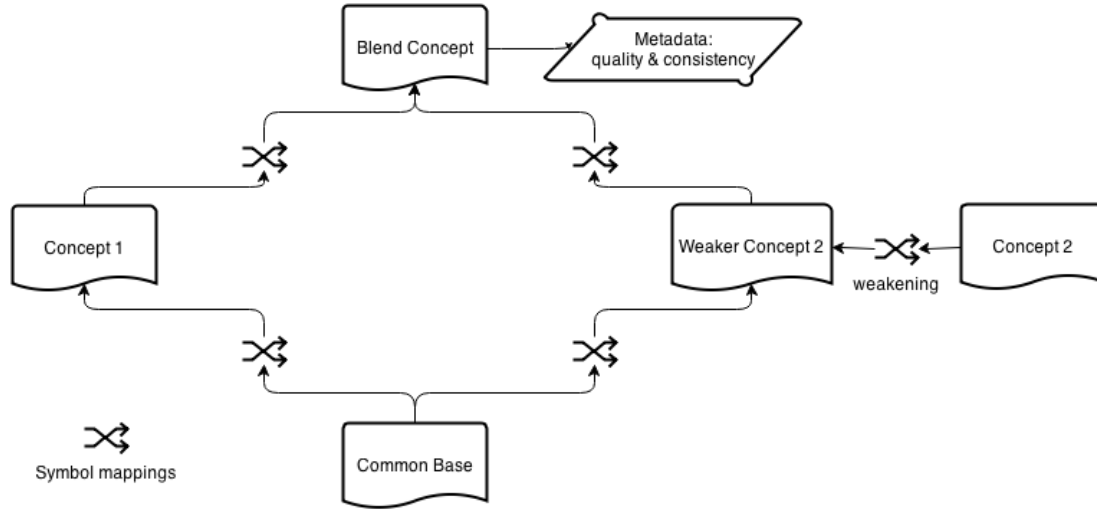 Blend Concept
Metadata:
quality & consistency
Concept 1
Weaker Concept 2
Concept 2
weakening
Common Base
Symbol mappings